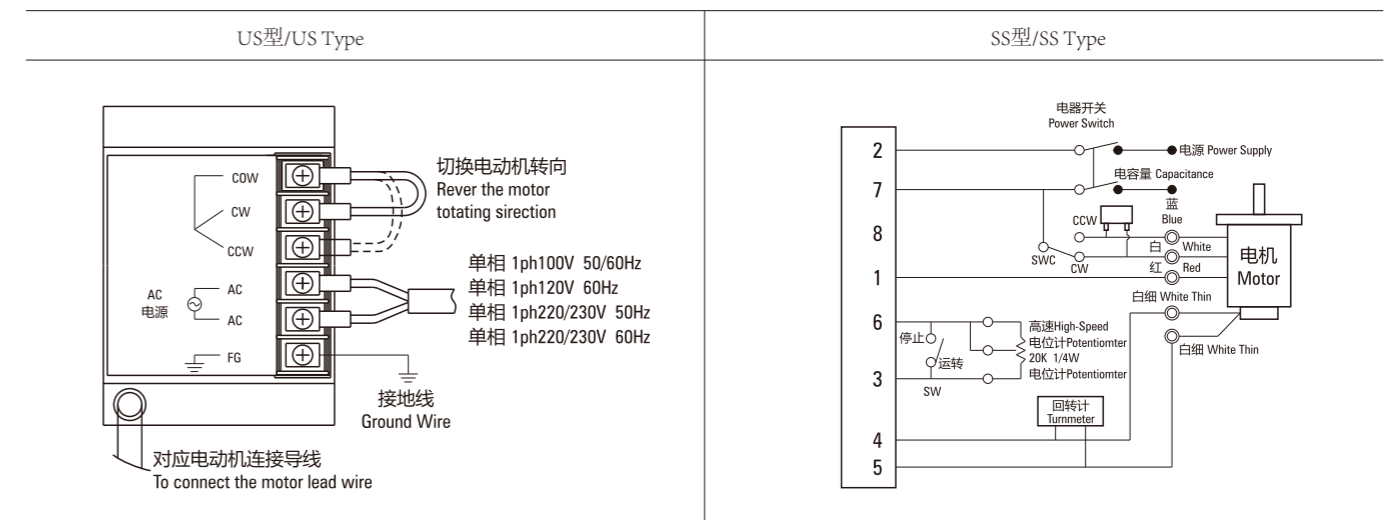 US型/US Type
SS型/SS Type
COW
CW
CCW
AC
AC
AC
电源
FG
切换电动机转向
Rever the motor
totating sirection
单相 1ph100V 50/60Hz
单相 1ph120V 60Hz
单相 1ph220/230V 50Hz
单相 1ph220/230V 60Hz
接地线
Ground Wire
对应电动机连接导线
To connect the motor lead wire
2
7
8
1
6
3
4
5
电器开关
Power Switch
电源 Power Supply
电容量 Capacitance
蓝
Blue
CCW
白 White
SWC
CW
红 Red
电机
Motor
白细 White Thin
白细 White Thin
停止
运转
SW
高速High-Speed
电位计Potentiomter
20K 1/4W
电位计Potentiomter
回转计
Turnmeter